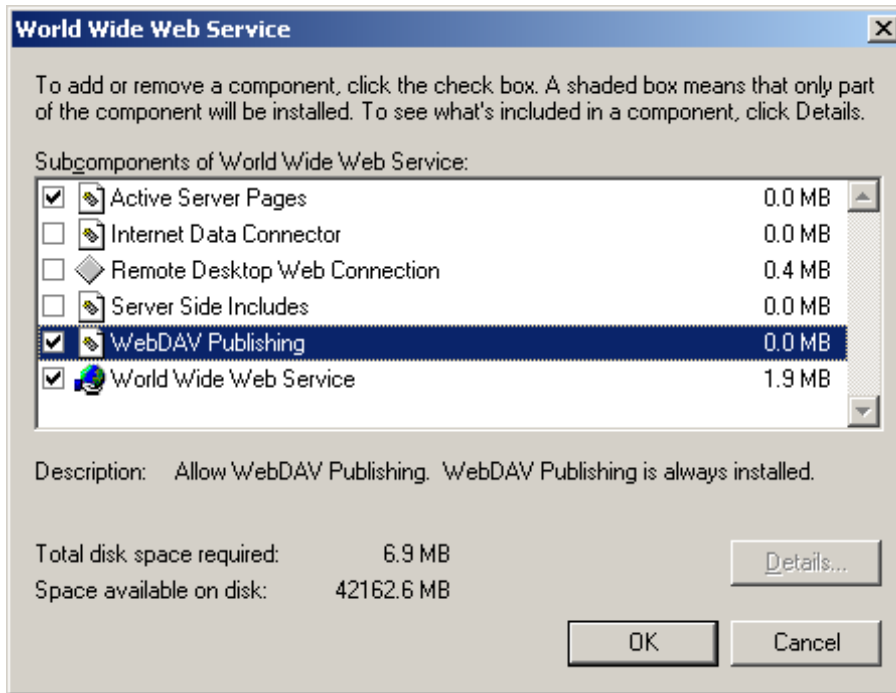 World Wide Web Service
To add or remove a component, click the check box. A shaded box means that only part
of the component will be installed. To see what's included in a component, click Details.
Subcomponents of World Wide Web Service:
Active Server Pages 0.0 MB
Internet Data Connector 0.0 MB
Remote Desktop Web Connection 0.4 MB
Server Side Includes 0.0 MB
WebDAV Publishing 0.0 MB
World Wide Web Service 1.9 MB
Description: Allow WebDAV Publishing. WebDAV Publishing is always installed.
Total disk space required: 6.9 MB
Details...
Space available on disk: 42162.6 MB
OK Cancel